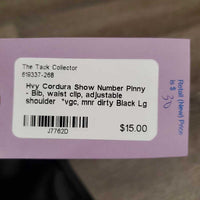 The Tack Collector
619337-268
Hvy Cordura Show Number Pinny
- Bib, waist clip, adjustable
shoulder *vgc, mnr dirty Black Lg
J7762D
$15.00
Retail (New) Price
is $ 30